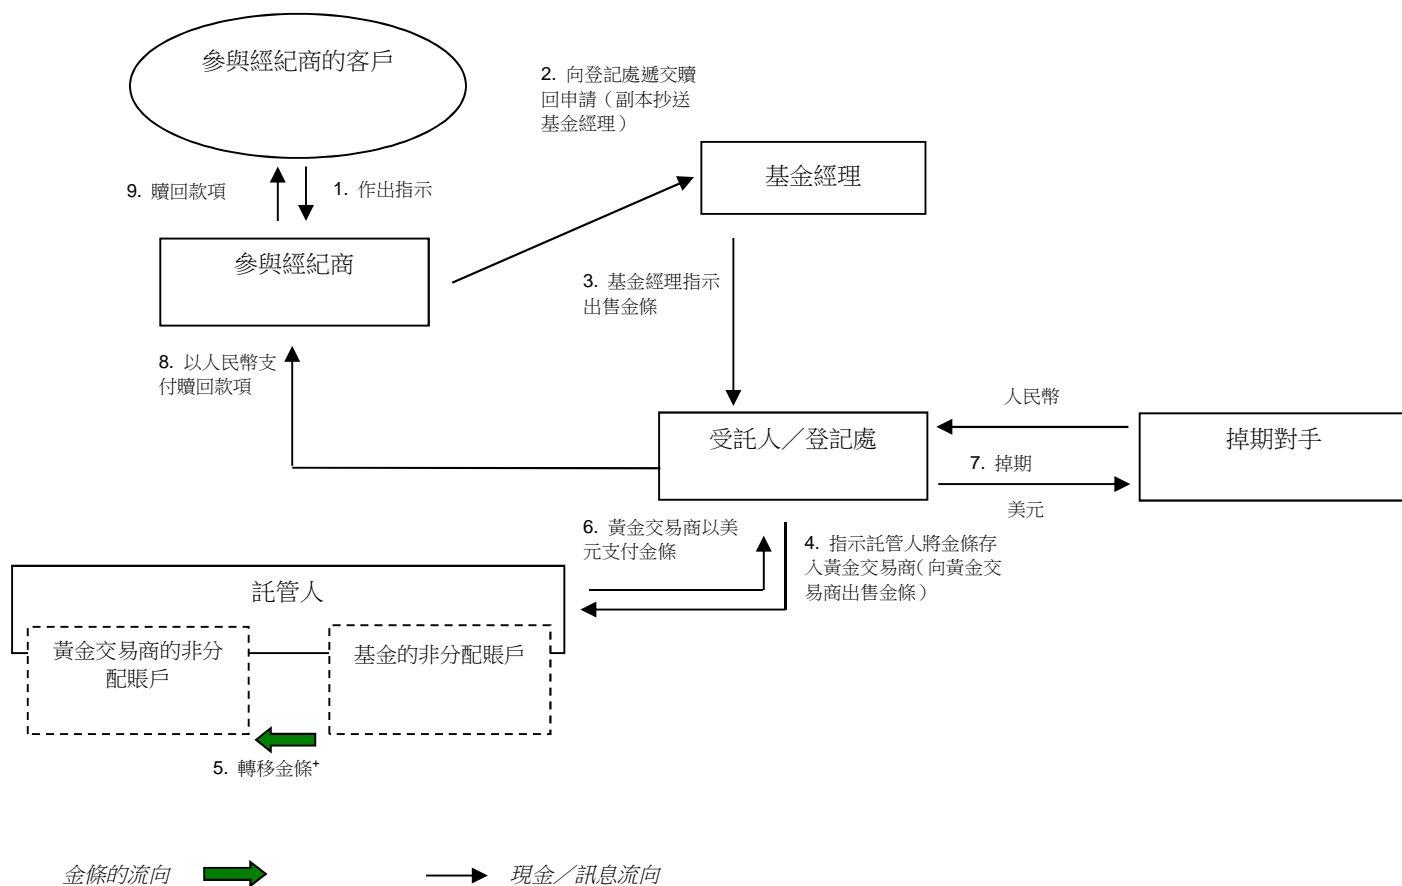 參與經紀商的客戶
2. 向登記處遞交贖
回申請（副本抄送
基金經理）
基金經理
9. 贖回款項
1. 作出指示
參與經紀商
3. 基金經理指示
出售金條
8. 以人民幣支
付贖回款項
人民幣
受託人／登記處
掉期對手
7. 掉期
美元
6. 黃金交易商以美
元支付金條
4. 指示託管人將金條存
入黃金交易商（向黃金交
易商出售金條）
託管人
黃金交易商的非分
配賬戶
基金的非分配賬戶
5. 轉移金條+
金條的流向
現金／訊息流向